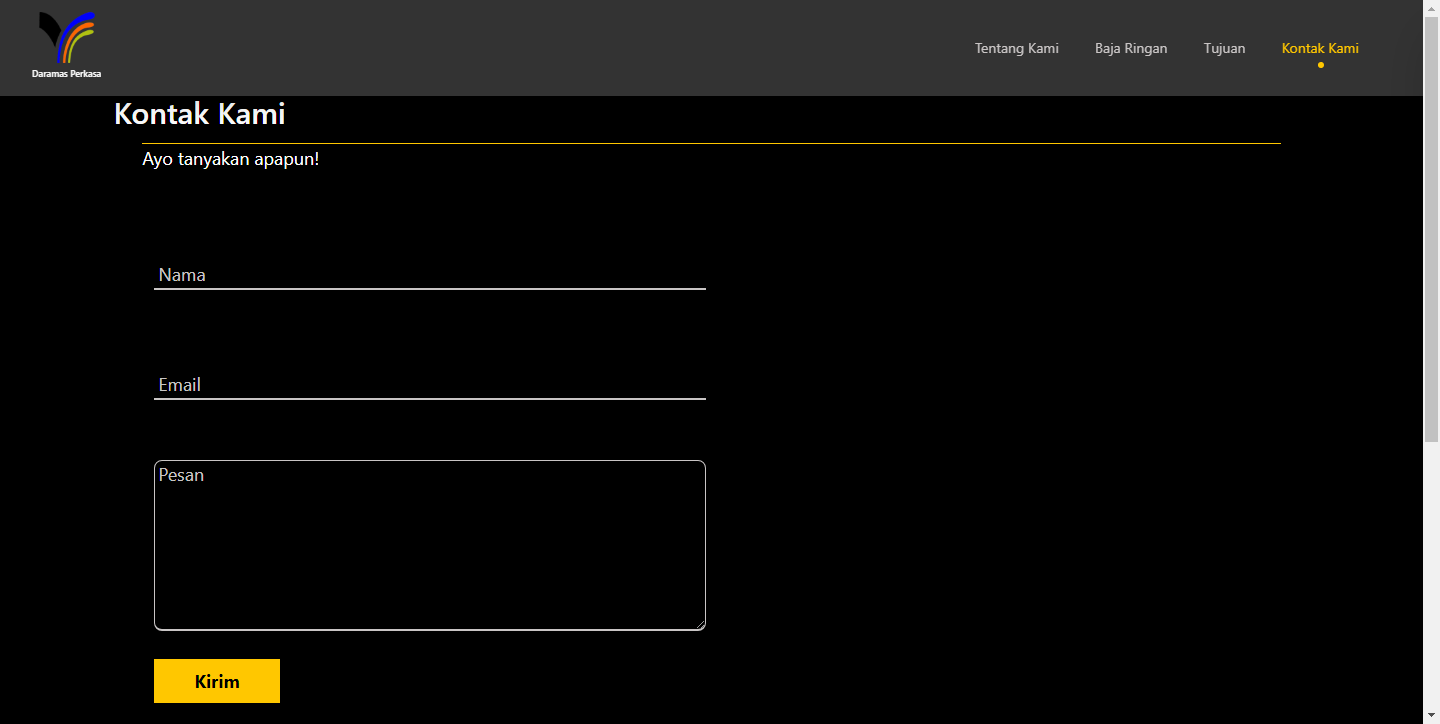 Daramas Perkasa
Tentang Kami Baja Ringan Tujuan Kontak Kami
Kontak Kami
Ayo tanyakan apapun!
Nama
Email
Pesan
Kirim